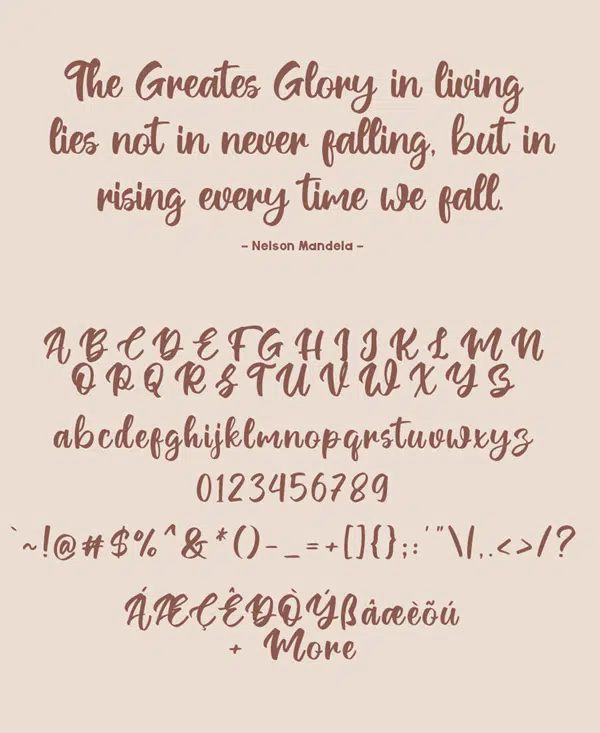 The Greates Glory in living
lies not in never falling, but in
rising every time we fall.
- Nelson Mandela -
A B C D E F G H I J K L M N
O P Q R S T U V W X Y Z
abcdefghijklmnopqrstuvwxyz
0123456789
`~!@#$%^&*()-_=+[]{};:'"\|,.<>/?
ÁÆÇÊÐÒÝßâæèõú
+ More